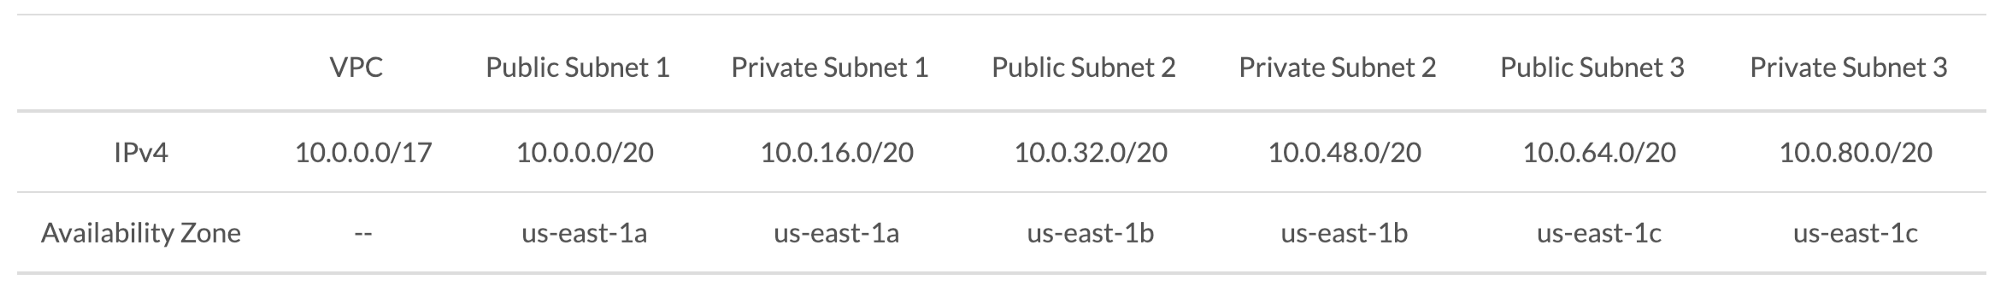 VPC Public Subnet 1 Private Subnet 1 Public Subnet 2 Private Subnet 2 Public Subnet 3 Private Subnet 3
IPv4 10.0.0.0/17 10.0.0.0/20 10.0.16.0/20 10.0.32.0/20 10.0.48.0/20 10.0.64.0/20 10.0.80.0/20
Availability Zone -- us-east-1a us-east-1a us-east-1b us-east-1b us-east-1c us-east-1c